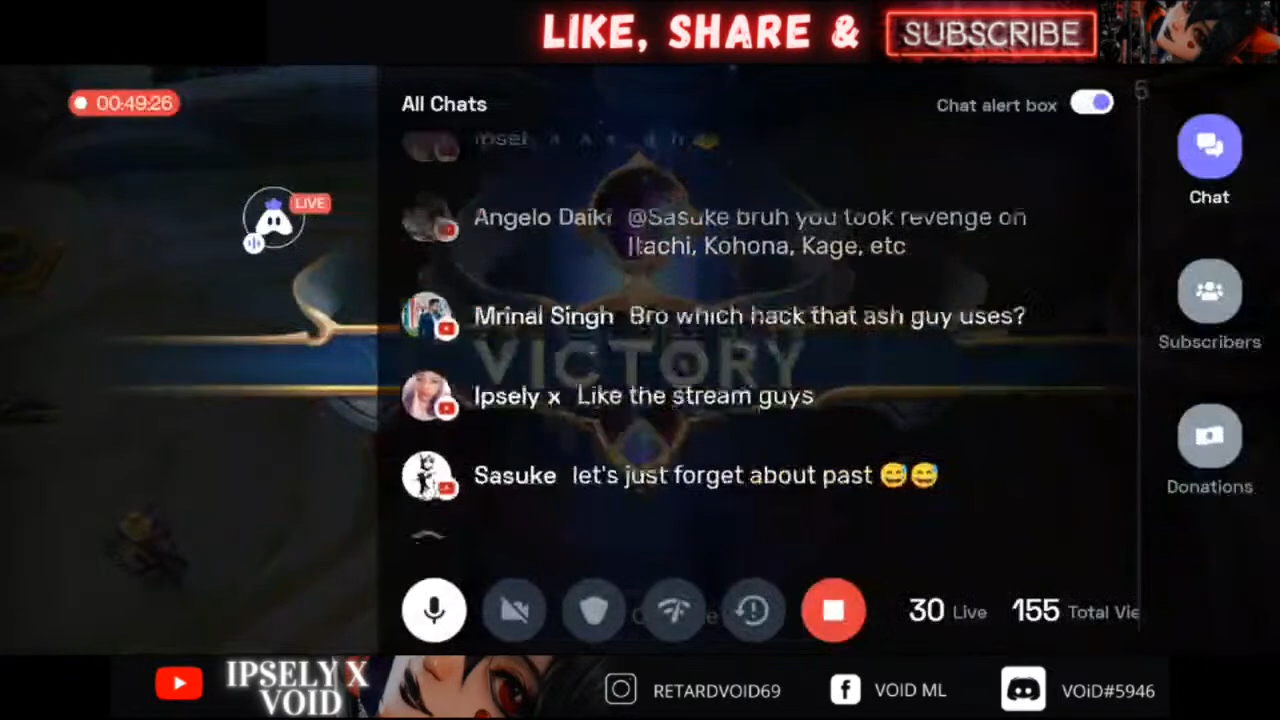 LIKE, SHARE & SUBSCRIBE
00:49:26
All Chats
Chat alert box
LIVE
Angelo Daiki @Sasuke bruh you took revenge on
Itachi, Kohona, Kage, etc
Mrinal Singh Bro which hack that ash guy uses?
VICTORY
Ipsely x Like the stream guys
Sasuke let's just forget about past 😅😅
Chat
Subscribers
Donations
30 Live 155 Total Vie
IPSELY X
VOID
RETARDVOID69
VOID ML
VOiD#5946